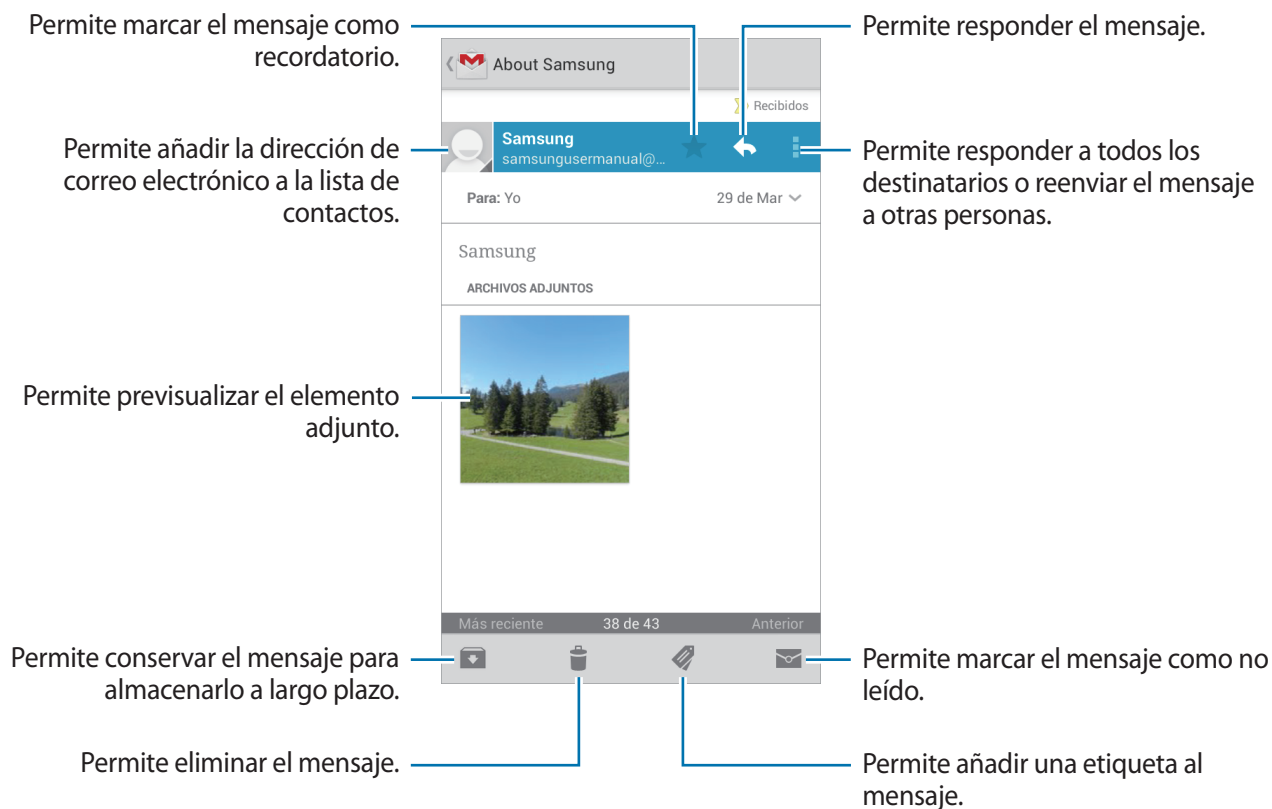 Permite marcar el mensaje como
recordatorio.
Permite responder el mensaje.
About Samsung
Recibidos
Permite añadir la dirección de
correo electrónico a la lista de
contactos.
Samsung
samsungusermanual@...
Permite responder a todos los
destinatarios o reenviar el mensaje
a otras personas.
Para: Yo
29 de Mar
Samsung
ARCHIVOS ADJUNTOS
Permite previsualizar el elemento
adjunto.
Más reciente
38 de 43
Anterior
Permite conservar el mensaje para
almacenarlo a largo plazo.
Permite marcar el mensaje como no
leído.
Permite eliminar el mensaje.
Permite añadir una etiqueta al
mensaje.